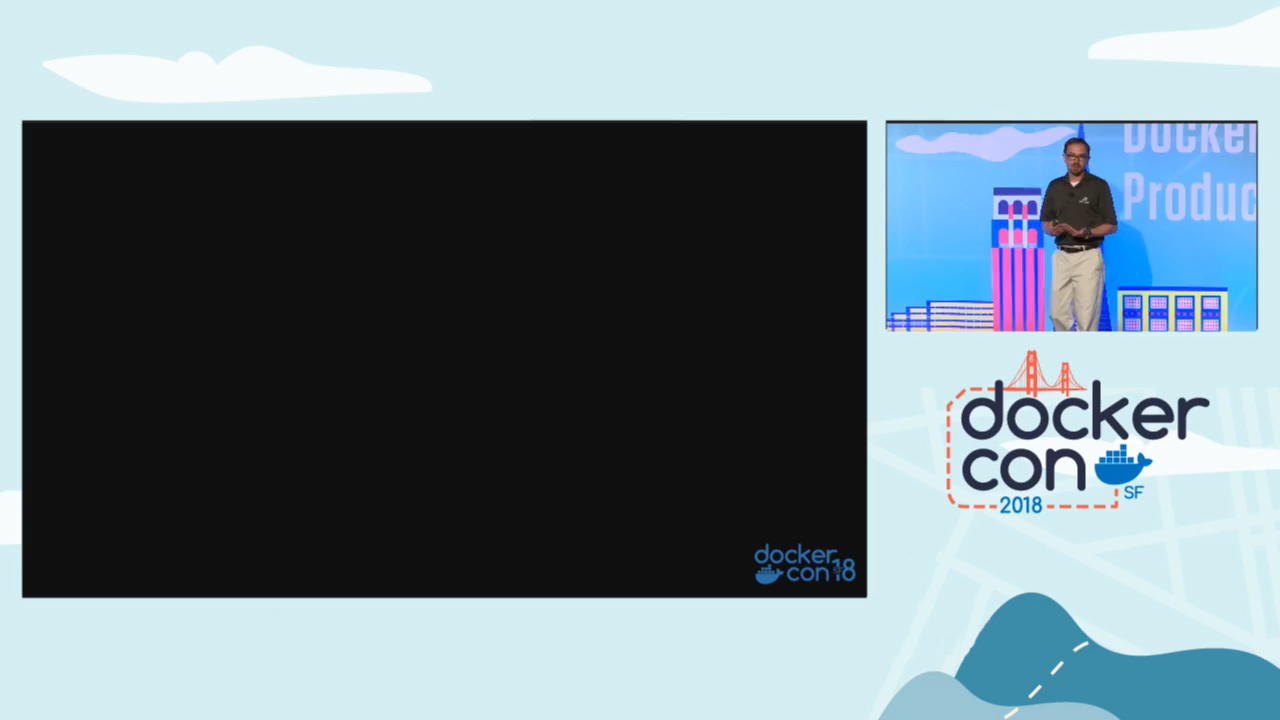 Docker
Produc
docker
con
2018
SF
docker
con 18